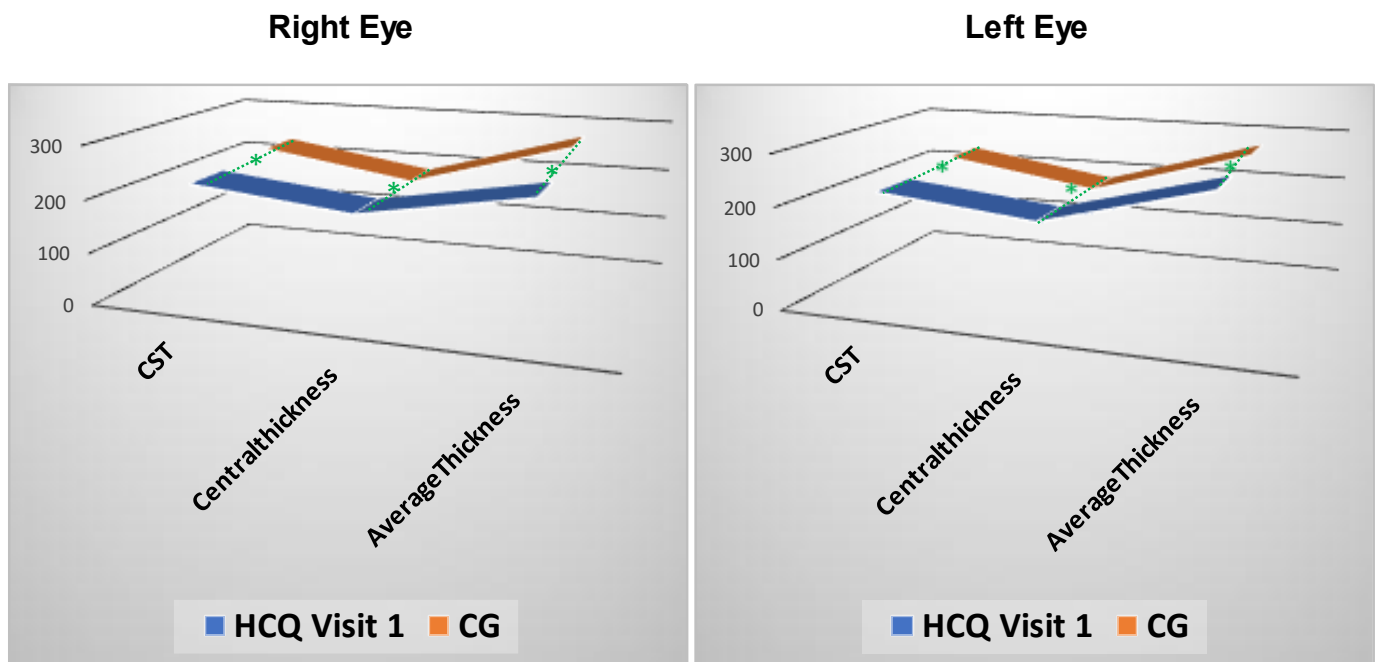 Right Eye
300
200
100
0
CST
Centralthickness
AverageThickness
*
*
*
HCQ Visit 1
CG
Left Eye
300
200
100
0
CST
Centralthickness
AverageThickness
*
*
*
HCQ Visit 1
CG